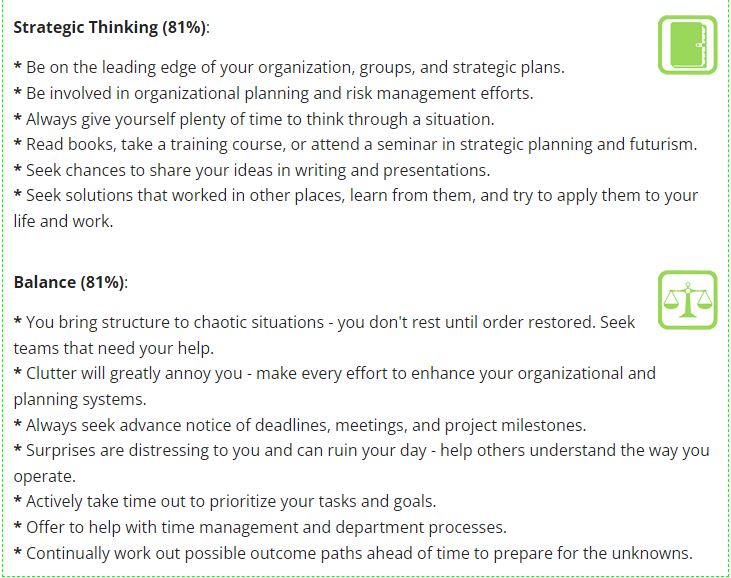 Strategic Thinking (81%):
* Be on the leading edge of your organization, groups, and strategic plans.
* Be involved in organizational planning and risk management efforts.
* Always give yourself plenty of time to think through a situation.
* Read books, take a training course, or attend a seminar in strategic planning and futurism.
* Seek chances to share your ideas in writing and presentations.
* Seek solutions that worked in other places, learn from them, and try to apply them to your
life and work.
Balance (81%):
* You bring structure to chaotic situations - you don't rest until order restored. Seek
teams that need your help.
* Clutter will greatly annoy you - make every effort to enhance your organizational and
planning systems.
* Always seek advance notice of deadlines, meetings, and project milestones.
* Surprises are distressing to you and can ruin your day - help others understand the way you
operate.
* Actively take time out to prioritize your tasks and goals.
* Offer to help with time management and department processes.
* Continually work out possible outcome paths ahead of time to prepare for the unknowns.